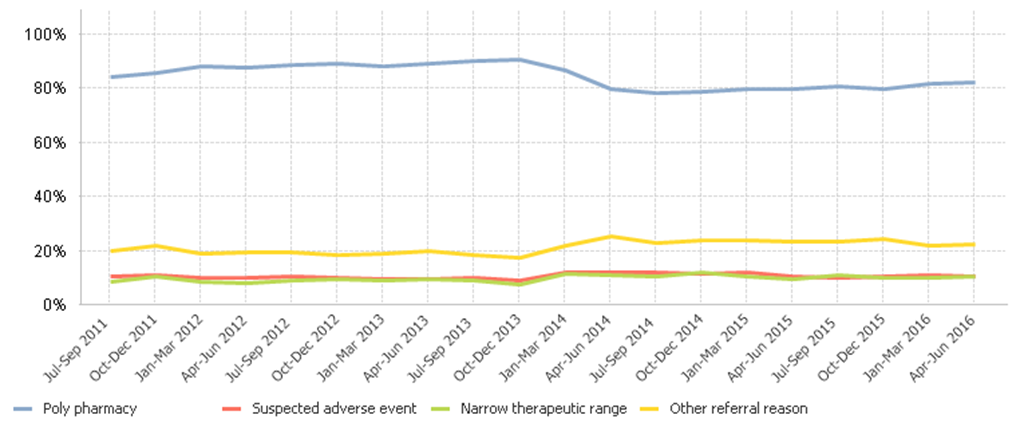 100%
80%
60%
40%
20%
0%
Jul-Sep 2011
Oct-Dec 2011
Jan-Mar 2012
Apr-Jun 2012
Jul-Sep 2012
Oct-Dec 2012
Jan-Mar 2013
Apr-Jun 2013
Jul-Sep 2013
Oct-Dec 2013
Jan-Mar 2014
Apr-Jun 2014
Jul-Sep 2014
Oct-Dec 2014
Jan-Mar 2015
Apr-Jun 2015
Jul-Sep 2015
Oct-Dec 2015
Jan-Mar 2016
Apr-Jun 2016
Poly pharmacy Suspected adverse event Narrow therapeutic range Other referral reason